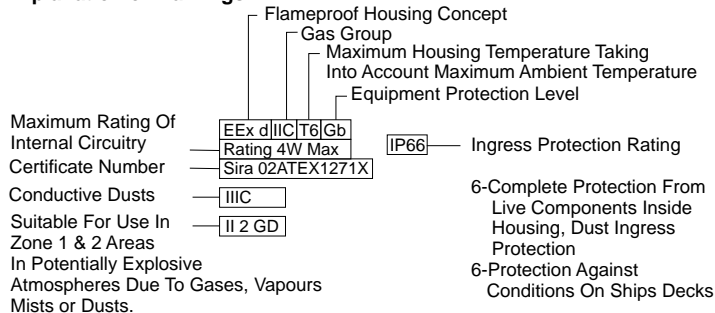 Flameproof Housing Concept
Gas Group
Maximum Housing Temperature Taking
Into Account Maximum Ambient Temperature
Equipment Protection Level
Maximum Rating Of
Internal Circuitry
Certificate Number
Conductive Dusts
Suitable For Use In
Zone 1 & 2 Areas
In Potentially Explosive
Atmospheres Due To Gases, Vapours
Mists or Dusts.
EEx d IIC T6 Gb
Rating 4W Max
Sira 02ATEX1271X
IIIC
II 2 GD
IP66
Ingress Protection Rating
6-Complete Protection From
Live Components Inside
Housing, Dust Ingress
Protection
6-Protection Against
Conditions On Ships Decks